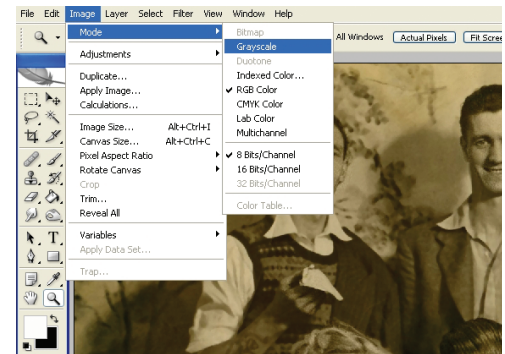 File Edit Image Layer Select Filter View Window Help
All Windows Actual Pixels Fit Scree
Mode
Adjustments
Duplicate...
Apply Image...
Calculations...
Image Size... Alt+Ctrl+I
Canvas Size... Alt+Ctrl+C
Pixel Aspect Ratio
Rotate Canvas
Crop
Trim...
Reveal All
Variables
Apply Data Set...
Trap...
Bitmap
Grayscale
Duotone
Indexed Color...
RGB Color
CMYK Color
Lab Color
Multichannel
8 Bits/Channel
16 Bits/Channel
32 Bits/Channel
Color Table...
T